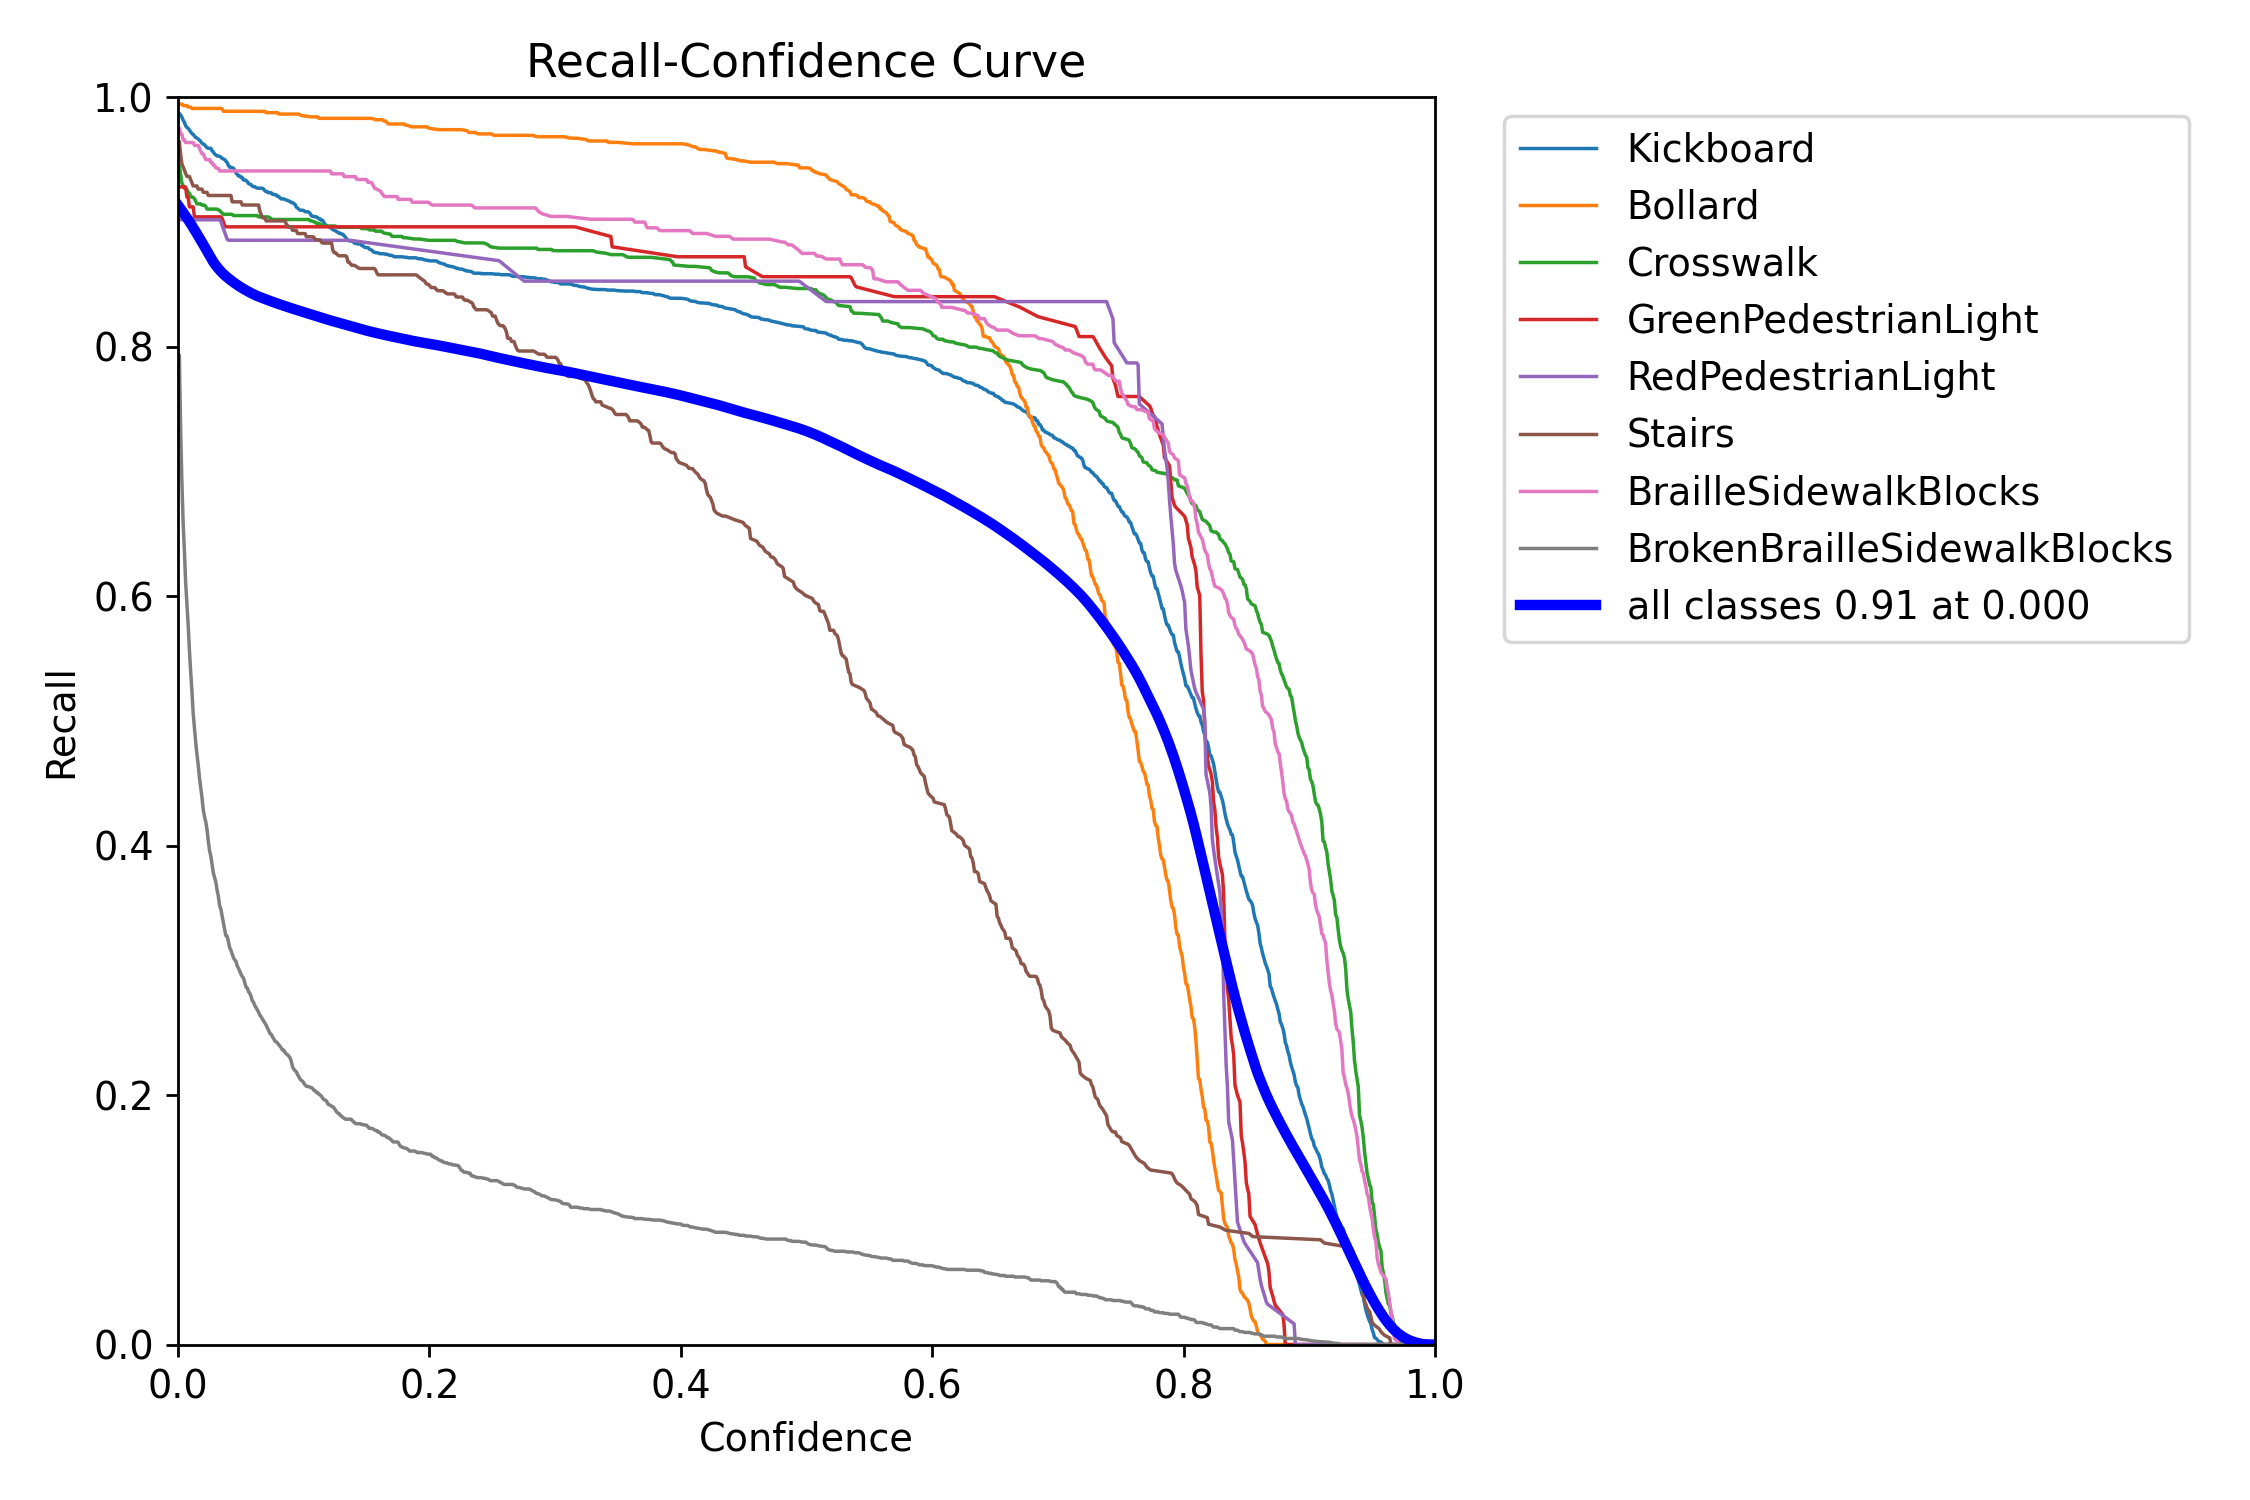 Recall-Confidence Curve
1.0
0.8
0.6
0.4
0.2
0.0
Recall
0.0 0.2 0.4 0.6 0.8 1.0
Confidence
Kickboard
Bollard
Crosswalk
GreenPedestrianLight
RedPedestrianLight
Stairs
BrailleSidewalkBlocks
BrokenBrailleSidewalkBlocks
all classes 0.91 at 0.000